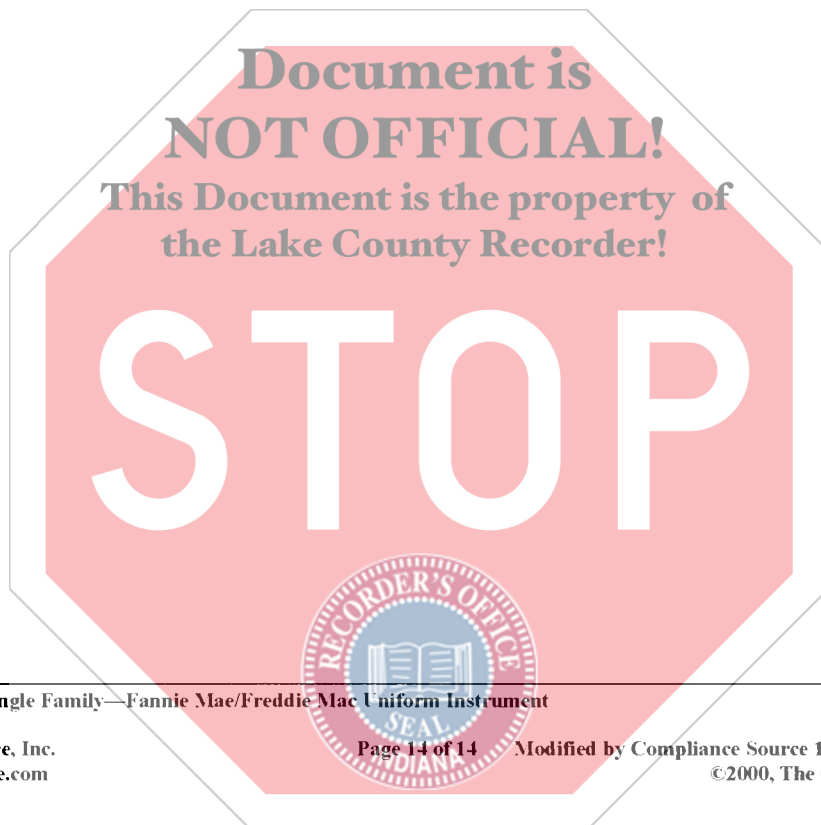 Document is
NOT OFFICIAL!
This Document is the property of
the Lake County Recorder!
STOP
RECORDER'S OFFICE
SEAL
INDIANA
ngle Family—Fannie Mae/Freddie Mac Uniform Instrument
e, Inc. Page 14 of 14 Modified by Compliance Source 1
e.com ©2000, The